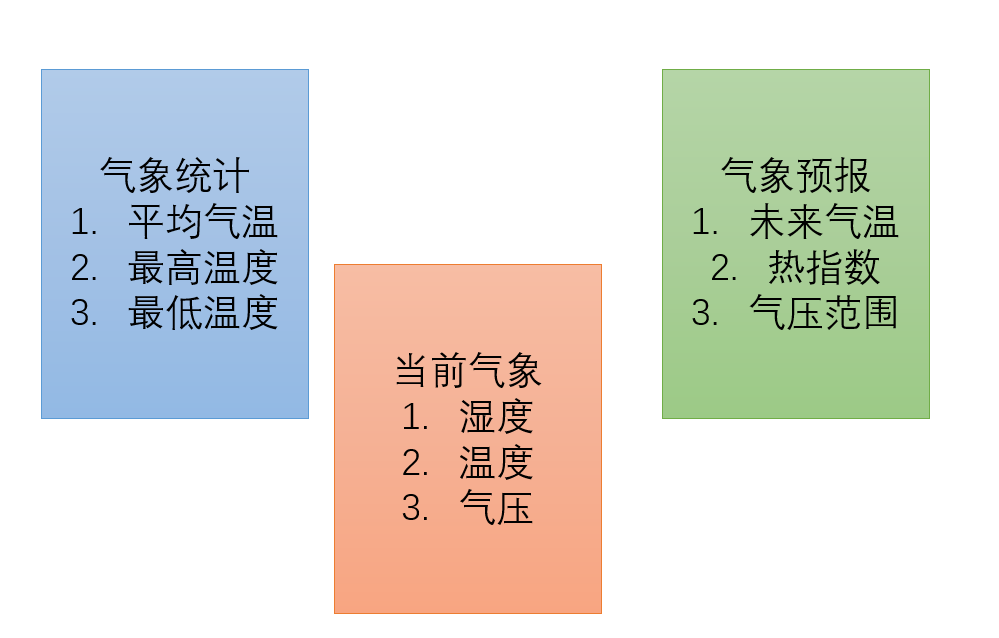 气象统计
1. 平均气温
2. 最高温度
3. 最低温度
当前气象
1. 湿度
2. 温度
3. 气压
气象预报
1. 未来气温
2. 热指数
3. 气压范围